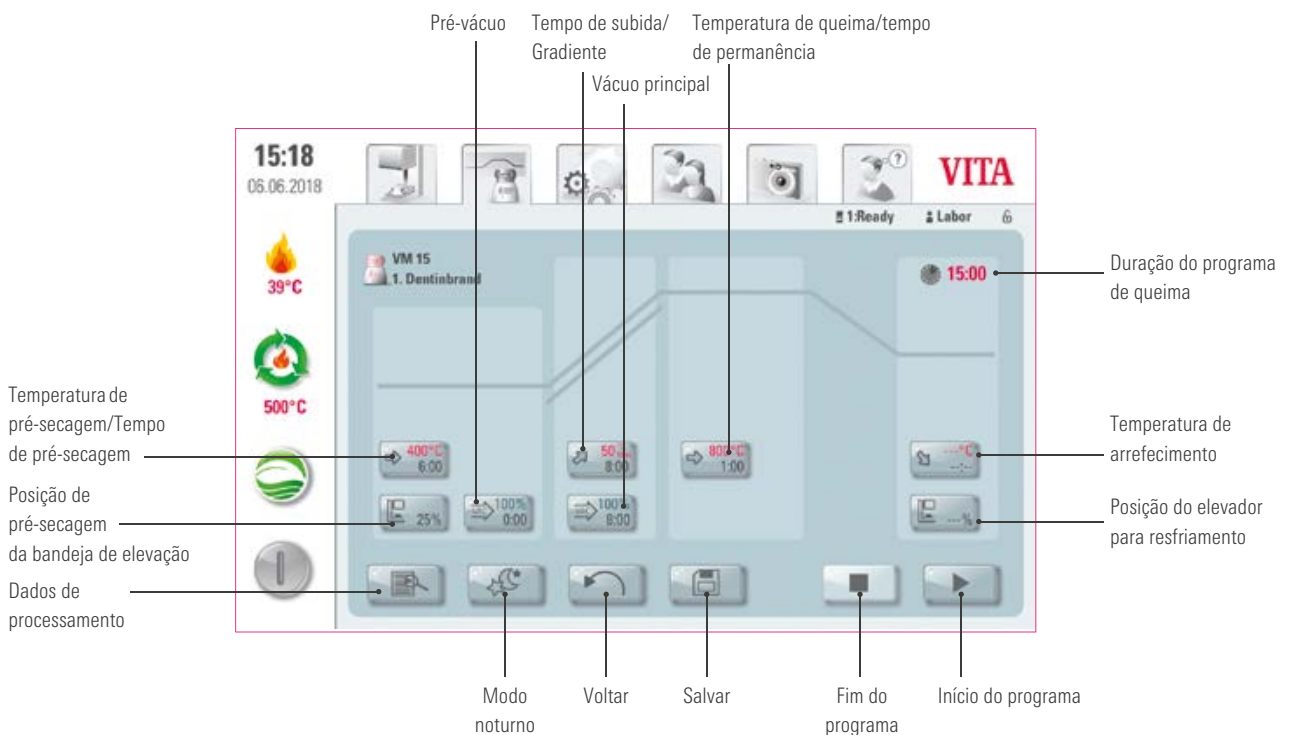 Pré-vácuo
Tempo de subida/
Gradiente
Temperatura de queima/tempo
de permanência
Vácuo principal
15:18
06.06.2018
VITA
1:Ready
Labor
VM 15
1. Dentinbrand
39°C
15:00
Duração do programa
de queima
500°C
Temperatura de
pré-secagem/Tempo
de pré-secagem
400°C
6:00
50
8:00
800°C
1:00
---°C
--:--
Temperatura de
arrefecimento
Posição de
pré-secagem
da bandeja de elevação
25%
100%
0:00
100%
8:00
---%
Posição do elevador
para resfriamento
Dados de
processamento
Modo
noturno
Voltar
Salvar
Fim do
programa
Início do programa